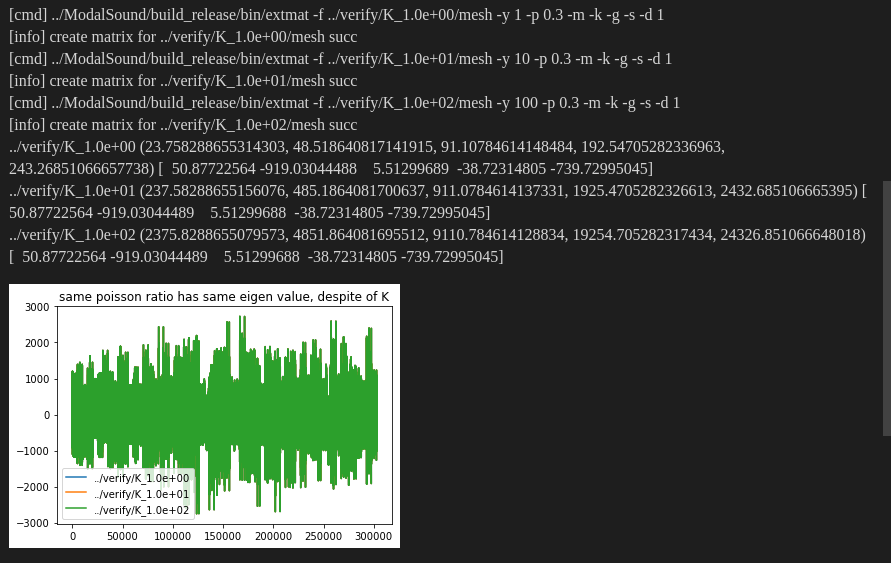 [cmd] ../ModalSound/build_release/bin/extmat -f ../verify/K_1.0e+00/mesh -y 1 -p 0.3 -m -k -g -s -d 1
[info] create matrix for ../verify/K_1.0e+00/mesh succ
[cmd] ../ModalSound/build_release/bin/extmat -f ../verify/K_1.0e+01/mesh -y 10 -p 0.3 -m -k -g -s -d 1
[info] create matrix for ../verify/K_1.0e+01/mesh succ
[cmd] ../ModalSound/build_release/bin/extmat -f ../verify/K_1.0e+02/mesh -y 100 -p 0.3 -m -k -g -s -d 1
[info] create matrix for ../verify/K_1.0e+02/mesh succ
../verify/K_1.0e+00 (23.758288655314303, 48.518640817141915, 91.10784614148484, 192.54705282336963,
243.26851066657738) [  50.87722564 -919.03044488    5.51299689  -38.72314805 -739.72995045]
../verify/K_1.0e+01 (237.58288655156076, 485.1864081700637, 911.0784614137331, 1925.4705282326613, 2432.685106665395) [
50.87722564 -919.03044489    5.51299688  -38.72314805 -739.72995045]
../verify/K_1.0e+02 (2375.8288655079573, 4851.864081695512, 9110.784614128834, 19254.705282317434, 24326.851066648018)
[  50.87722564 -919.03044489    5.51299688  -38.72314805 -739.72995045]
same poisson ratio has same eigen value, despite of K
3000
2000
1000
0
−1000
−2000
−3000
../verify/K_1.0e+00
../verify/K_1.0e+01
../verify/K_1.0e+02
0 50000 100000 150000 200000 250000 300000